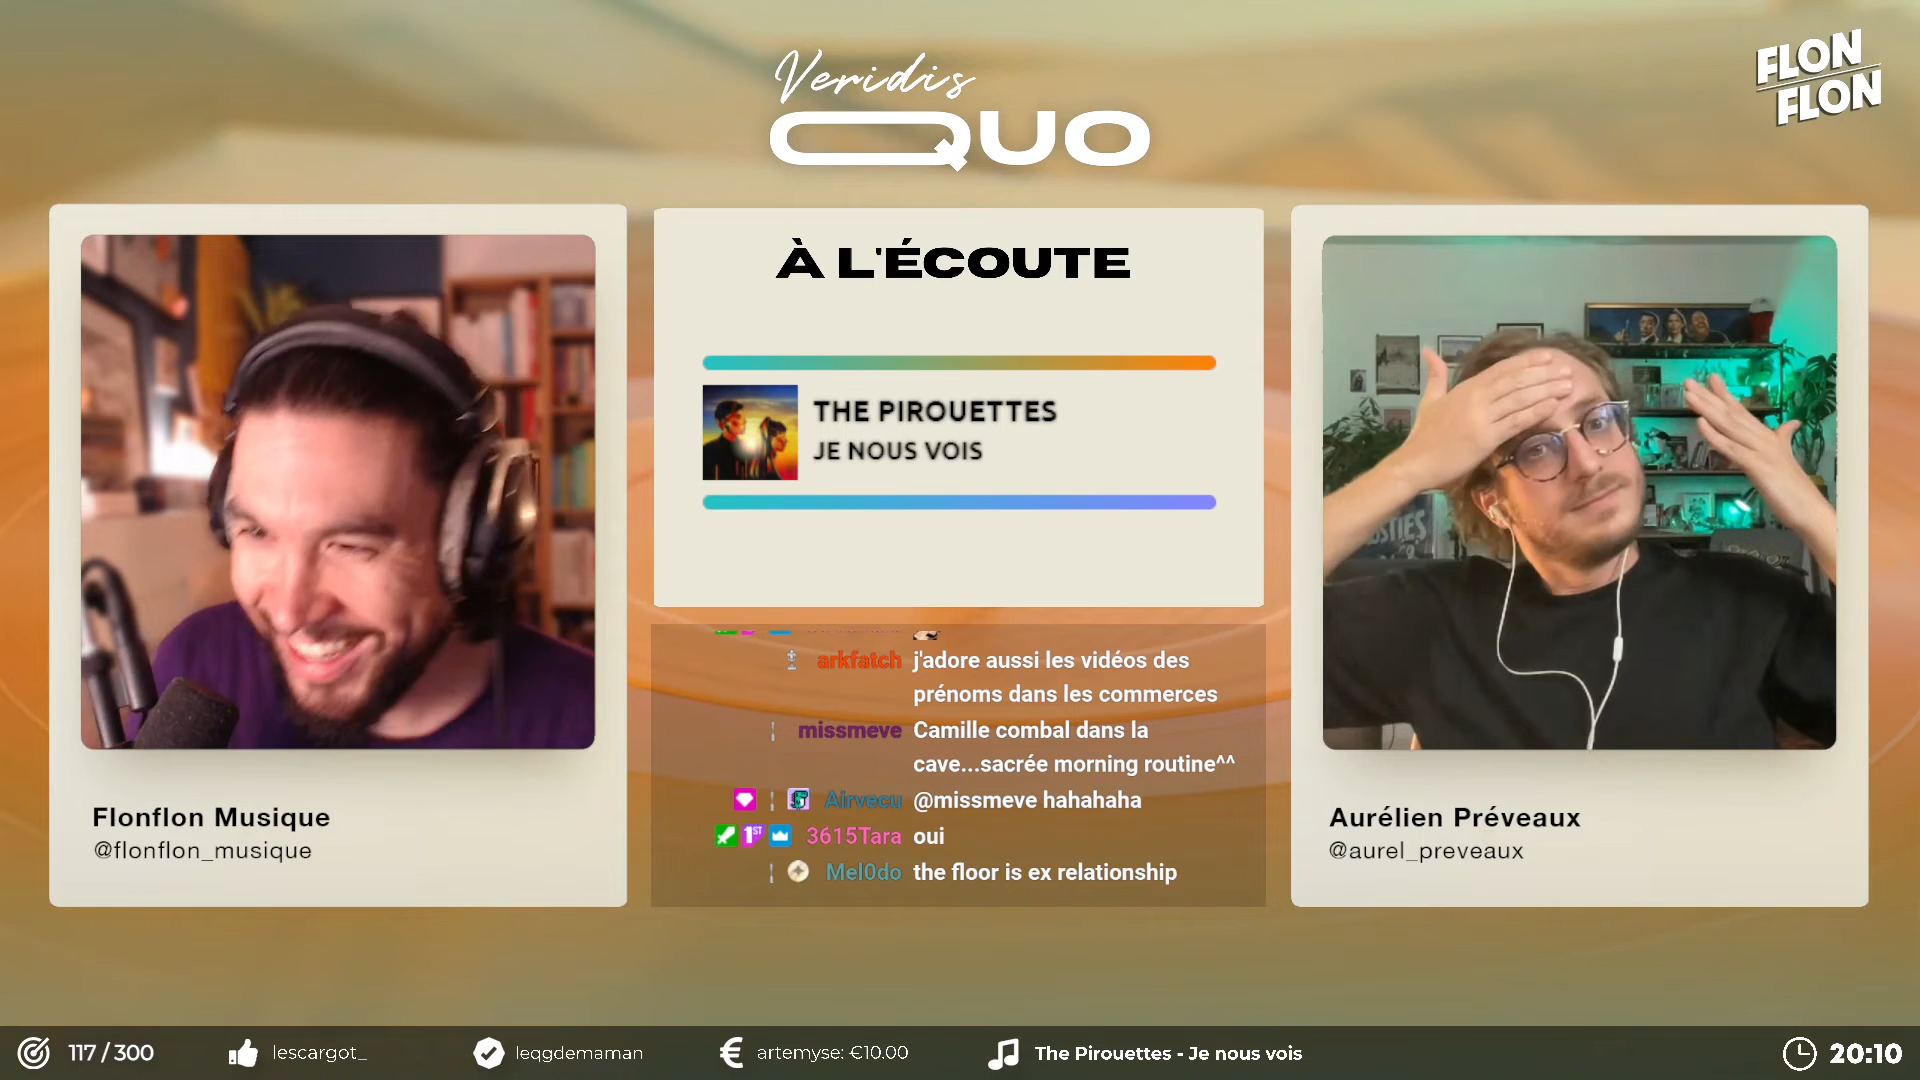 Veridis
QUO
FLON
FLON
À L'ÉCOUTE
THE PIROUETTES
JE NOUS VOIS
arkfatch j'adore aussi les vidéos des
prénoms dans les commerces
missmeve Camille combal dans la
cave...sacrée morning routine^^
Airvecu @missmeve hahahaha
1ST 3615Tara oui
Mel0do the floor is ex relationship
Flonflon Musique
@flonflon_musique
Aurélien Préveaux
@aurel_preveaux
117 / 300
lescargot_
leqgdemaman
€ artemyse: €10.00
The Pirouettes - Je nous vois
20:10